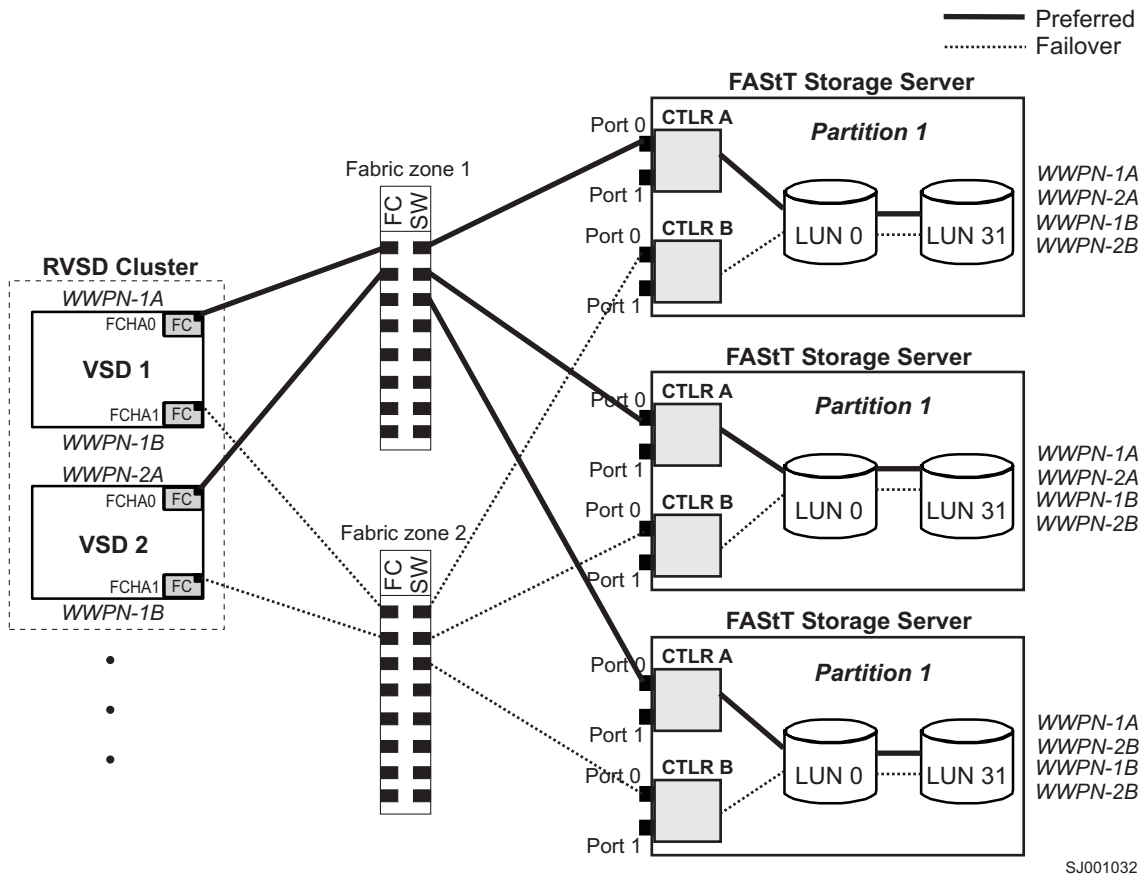 Preferred
Failover
FAStT Storage Server
CTLR A
Port 0
Partition 1
Port 1
CTLR B
Port 0
Port 1
LUN 0
LUN 31
WWPN-1A
WWPN-2A
WWPN-1B
WWPN-2B
Fabric zone 1
FC
SW
RVSD Cluster
WWPN-1A
FCHA0
FC
VSD 1
FCHA1
FC
WWPN-1B
WWPN-2A
FCHA0
FC
VSD 2
FCHA1
FC
WWPN-1B
Fabric zone 2
FC
SW
FAStT Storage Server
CTLR A
Port 0
Partition 1
Port 1
CTLR B
Port 0
Port 1
LUN 0
LUN 31
WWPN-1A
WWPN-2A
WWPN-1B
WWPN-2B
FAStT Storage Server
CTLR A
Port 0
Partition 1
Port 1
CTLR B
Port 0
Port 1
LUN 0
LUN 31
WWPN-1A
WWPN-2B
WWPN-1B
WWPN-2B
SJ001032